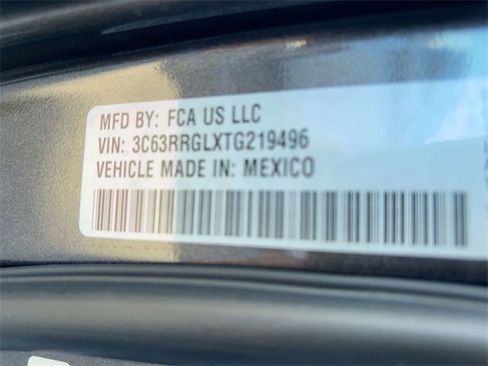 MFD BY: FCA US LLC
VIN: 3C63RRGLXTG219496
VEHICLE MADE IN: MEXICO